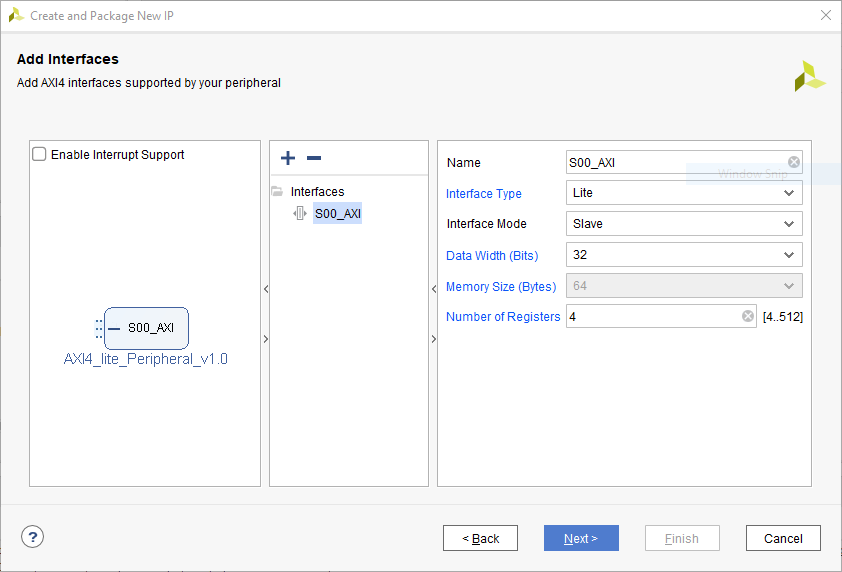 Create and Package New IP
Add Interfaces
Add AXI4 interfaces supported by your peripheral
Enable Interrupt Support
S00_AXI
AXI4_lite_Peripheral_v1.0
Interfaces
S00_AXI
Name S00_AXI
Window Snip
Interface Type Lite
Interface Mode Slave
Data Width (Bits) 32
Memory Size (Bytes) 64
Number of Registers 4 [4..512]
? < Back Next > Finish Cancel